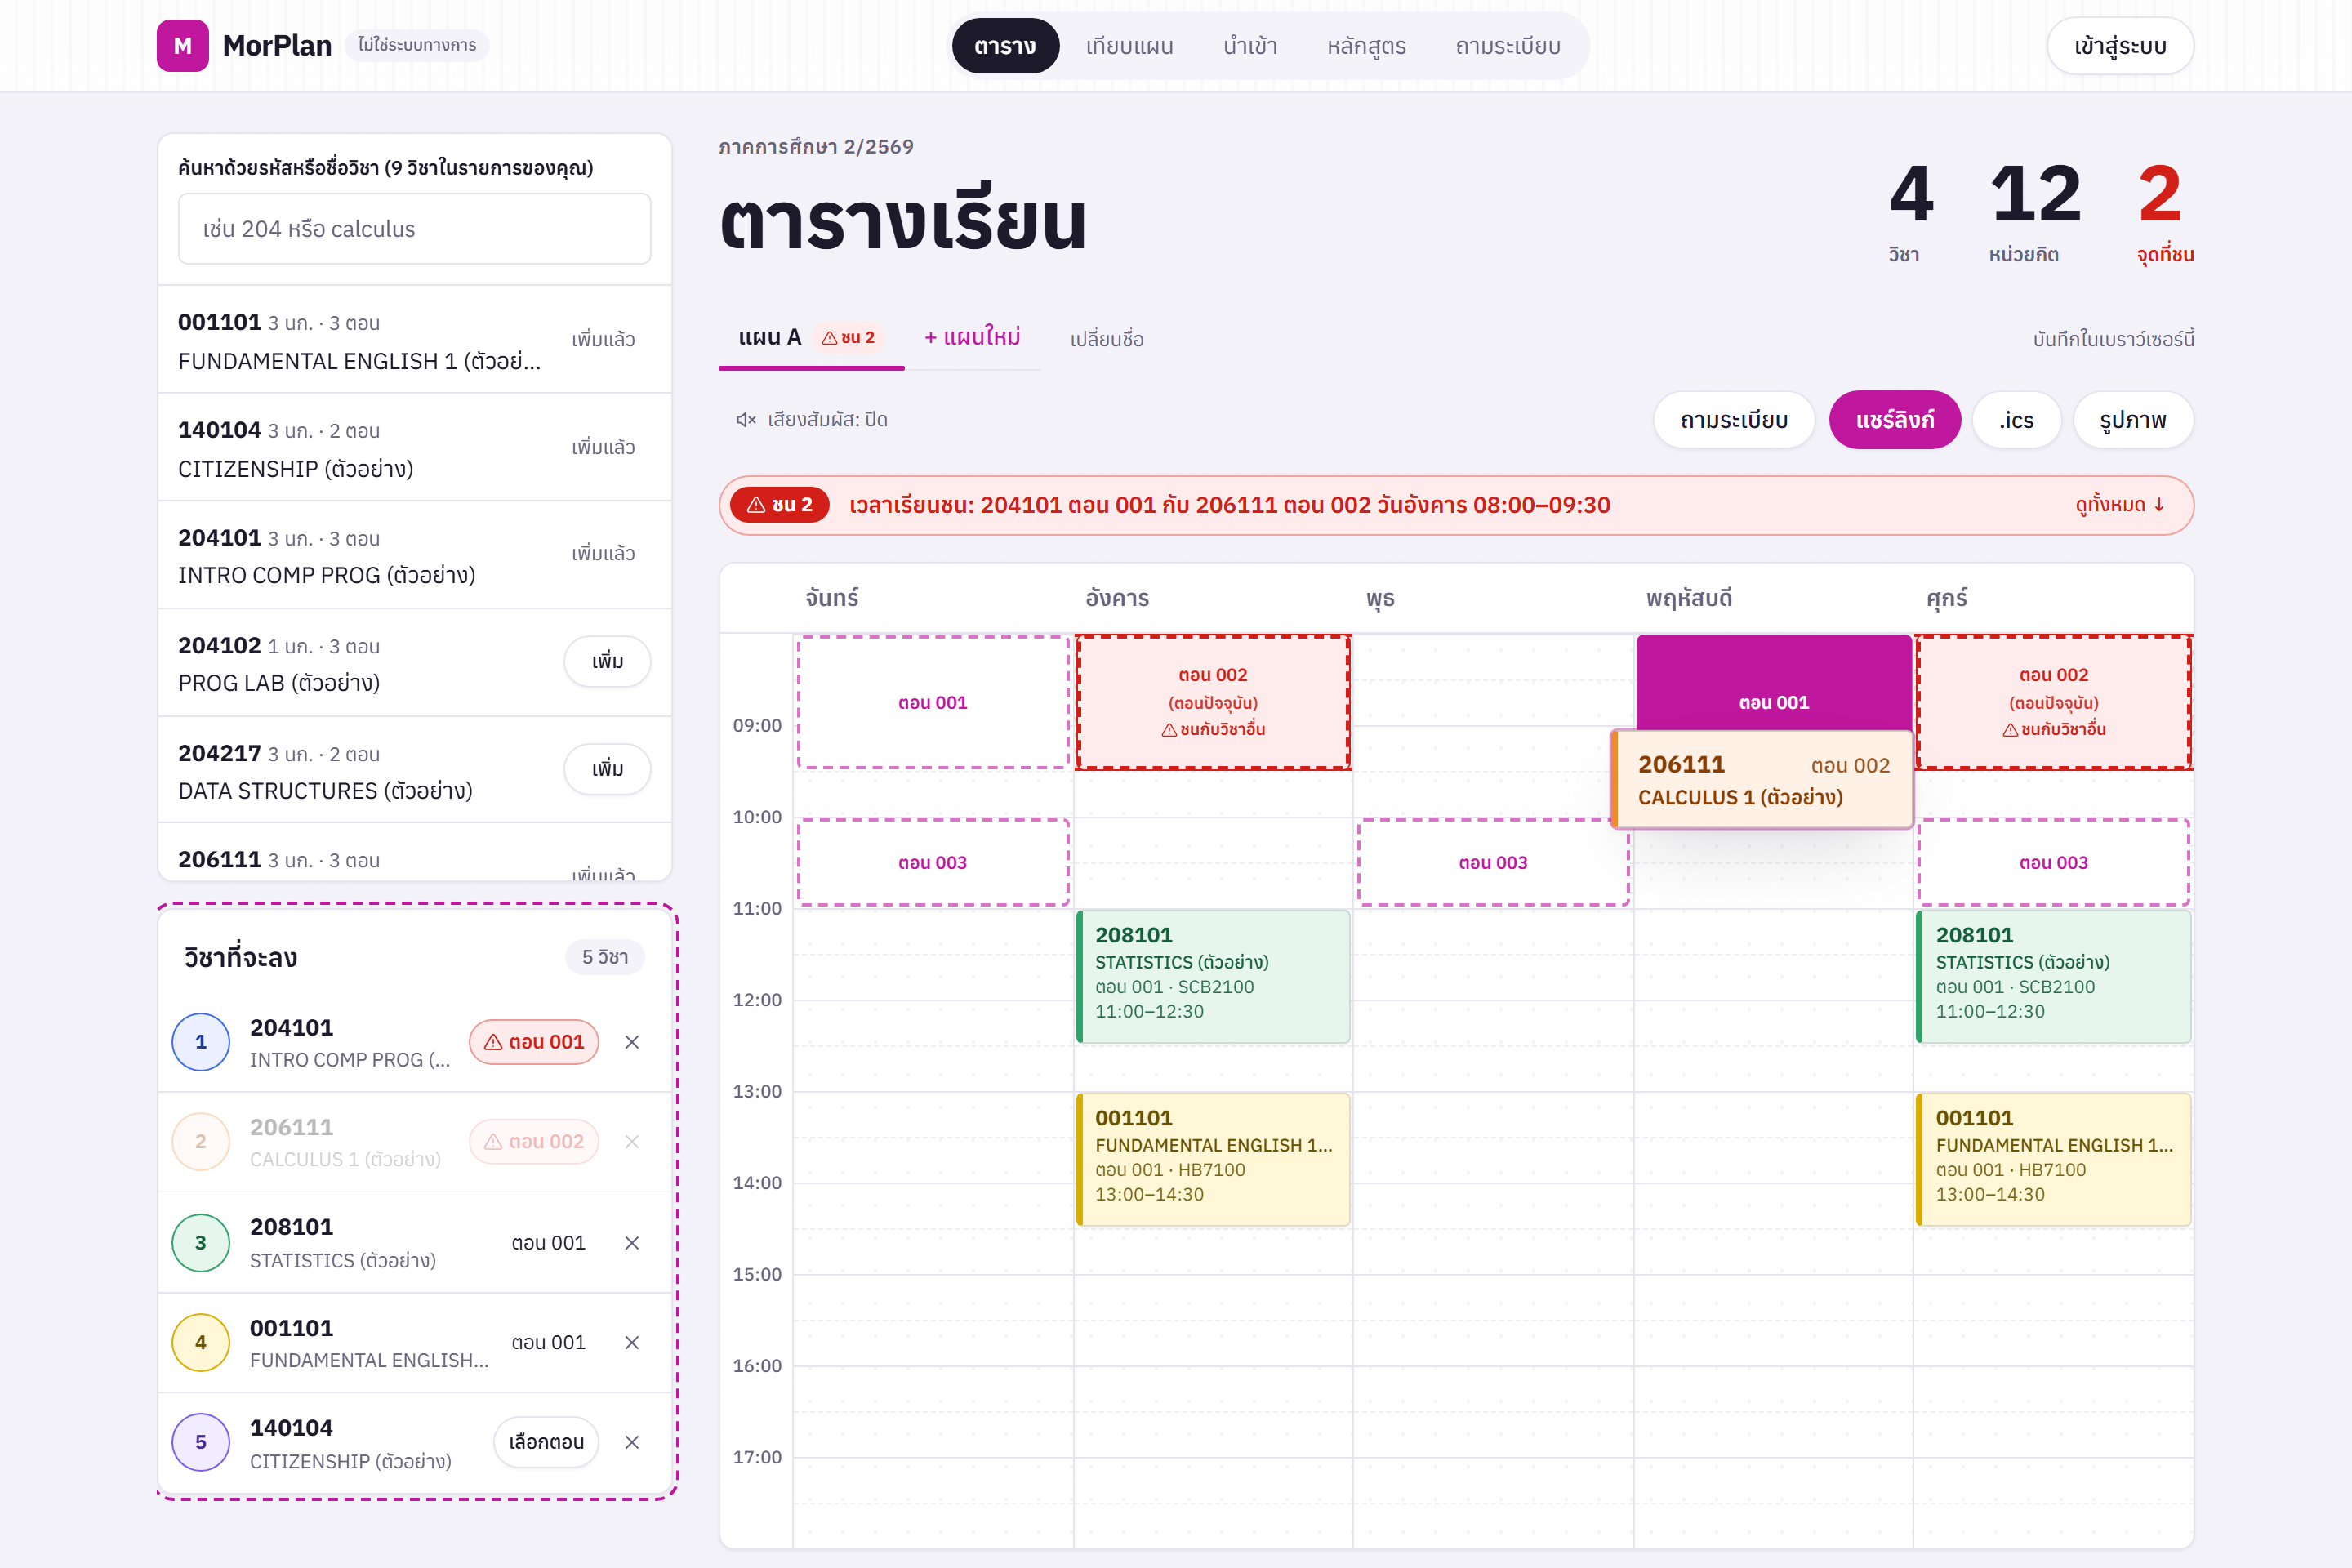 M MorPlan ไม่ใช่ระบบทางการ
ตาราง เทียบแผน นำเข้า หลักสูตร ถามระเบียบ
เข้าสู่ระบบ
ค้นหาด้วยรหัสหรือชื่อวิชา (9 วิชาในรายการของคุณ)
เช่น 204 หรือ calculus
001101 3 นก. · 3 ตอน
FUNDAMENTAL ENGLISH 1 (ตัวอย่...
เพิ่มแล้ว
140104 3 นก. · 2 ตอน
CITIZENSHIP (ตัวอย่าง)
เพิ่มแล้ว
204101 3 นก. · 3 ตอน
INTRO COMP PROG (ตัวอย่าง)
เพิ่มแล้ว
204102 1 นก. · 3 ตอน
PROG LAB (ตัวอย่าง)
เพิ่ม
204217 3 นก. · 2 ตอน
DATA STRUCTURES (ตัวอย่าง)
เพิ่ม
206111 3 นก. · 3 ตอน
เพิ่มแล้ว
วิชาที่จะลง
5 วิชา
1 204101
INTRO COMP PROG (...
ตอน 001
2 206111
CALCULUS 1 (ตัวอย่าง)
ตอน 002
3 208101
STATISTICS (ตัวอย่าง)
ตอน 001
4 001101
FUNDAMENTAL ENGLISH...
ตอน 001
5 140104
CITIZENSHIP (ตัวอย่าง)
เลือกตอน
ภาคการศึกษา 2/2569
ตารางเรียน
4 วิชา
12 หน่วยกิต
2 จุดที่ชน
แผน A ชน 2 + แผนใหม่ เปลี่ยนชื่อ
บันทึกในเบราว์เซอร์นี้
เสียงสัมผัส: ปิด
ถามระเบียบ แชร์ลิงก์ .ics รูปภาพ
ชน 2 เวลาเรียนชน: 204101 ตอน 001 กับ 206111 ตอน 002 วันอังคาร 08:00–09:30
ดูทั้งหมด ↓
จันทร์ อังคาร พุธ พฤหัสบดี ศุกร์
ตอน 001
ตอน 002
(ตอนปัจจุบัน)
ชนกับวิชาอื่น
ตอน 001
ตอน 002
(ตอนปัจจุบัน)
ชนกับวิชาอื่น
09:00
206111 ตอน 002
CALCULUS 1 (ตัวอย่าง)
10:00
ตอน 003
ตอน 003
ตอน 003
11:00
208101
STATISTICS (ตัวอย่าง)
ตอน 001 · SCB2100
11:00–12:30
208101
STATISTICS (ตัวอย่าง)
ตอน 001 · SCB2100
11:00–12:30
12:00
13:00
001101
FUNDAMENTAL ENGLISH 1...
ตอน 001 · HB7100
13:00–14:30
001101
FUNDAMENTAL ENGLISH 1...
ตอน 001 · HB7100
13:00–14:30
14:00
15:00
16:00
17:00